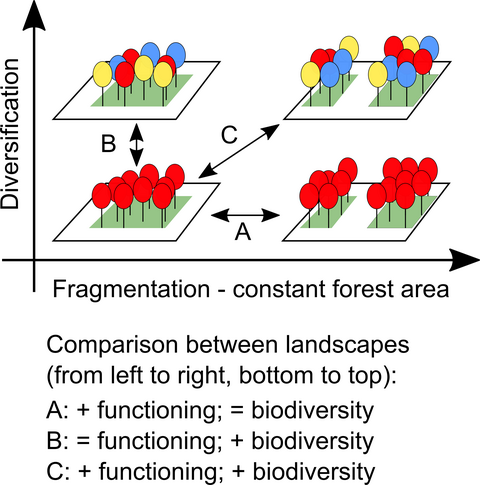 Diversification
B
C
A
Fragmentation - constant forest area
Comparison between landscapes
(from left to right, bottom to top):
A: + functioning; = biodiversity
B: = functioning; + biodiversity
C: + functioning; + biodiversity